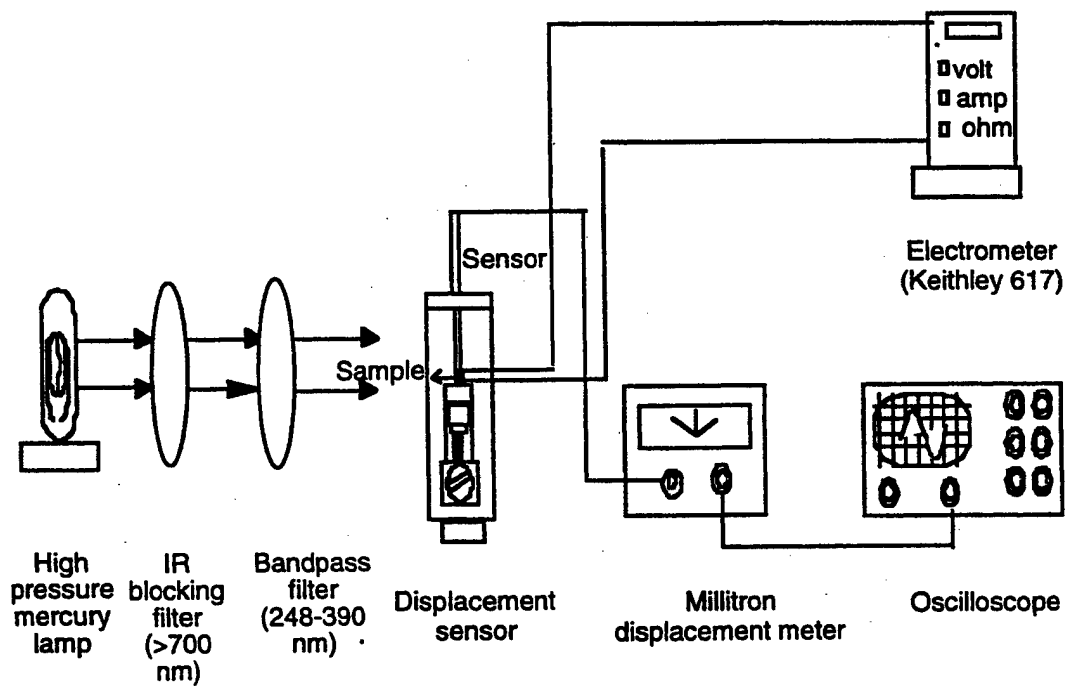 volt
amp
ohm
Electrometer
(Keithley 617)
Sensor
Sample
High
pressure
mercury
lamp
IR
blocking
filter
(>700
nm)
Bandpass
filter
(248-390
nm)
Displacement
sensor
Millitron
displacement meter
Oscilloscope